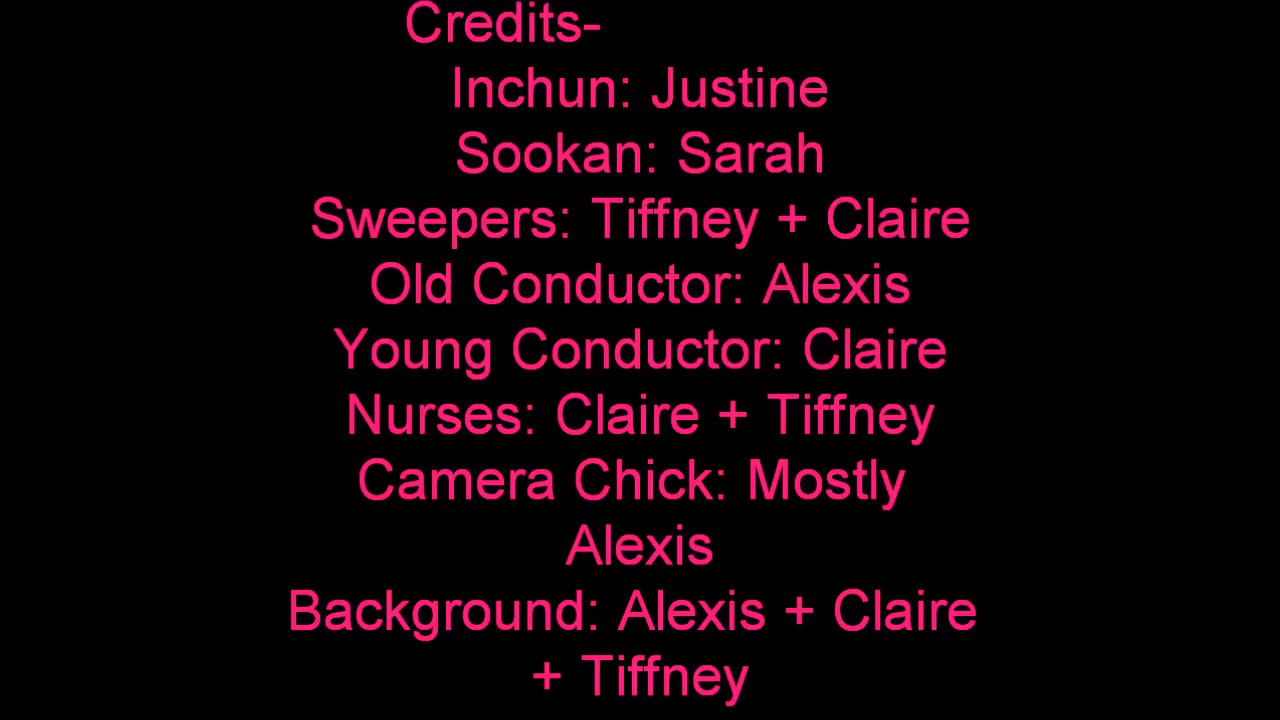 Credits-
Inchun: Justine
Sookan: Sarah
Sweepers: Tiffney + Claire
Old Conductor: Alexis
Young Conductor: Claire
Nurses: Claire + Tiffney
Camera Chick: Mostly
Alexis
Background: Alexis + Claire
+ Tiffney